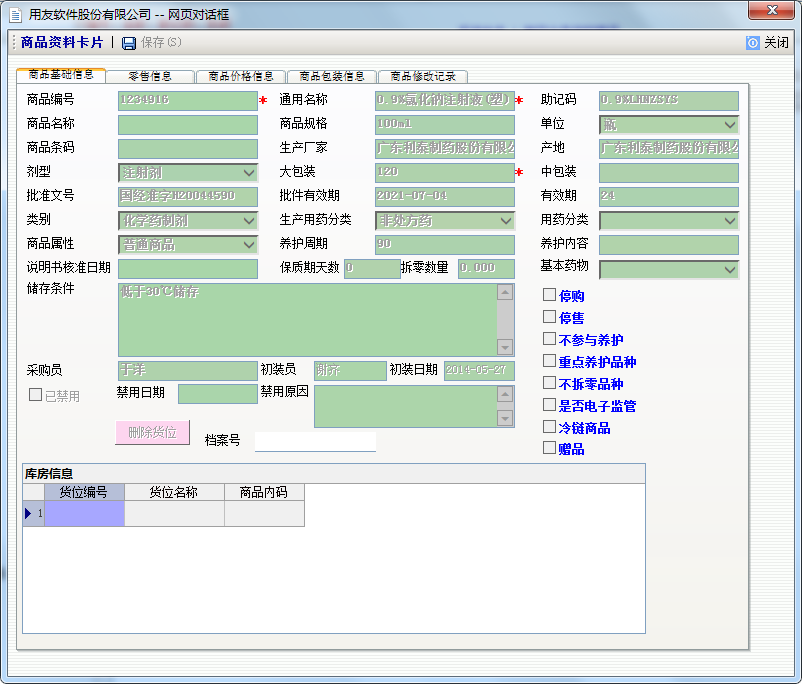 用友软件股份有限公司 -- 网页对话框
商品资料卡片 保存(S) 关闭
商品基础信息 零售信息 商品价格信息 商品包装信息 商品修改记录
商品编号 1234916 * 通用名称 0.9%氯化钠注射液(塑) * 助记码 0.9%LHNZSYS
商品名称 商品规格 100ml 单位 瓶
商品条码 生产厂家 广东利泰制药股份有限公 产地 广东利泰制药股份有限公
剂型 注射剂 大包装 120 * 中包装
批准文号 国经准字H20044590 批件有效期 2021-07-04 有效期 24
类别 化学药制剂 生产用药分类 非处方药 用药分类
商品属性 普通商品 养护周期 90 养护内容
说明书核准日期 保质期天数 0 拆零数量 0.000 基本药物
储存条件 低于30℃储存
停购
停售
不参与养护
重点养护品种
不拆零品种
是否电子监管
冷链商品
赠品
采购员 于洋 初装员 谢齐 初装日期 2014-05-27
已禁用 禁用日期 禁用原因
删除货位 档案号
库房信息
货位编号 货位名称 商品内码
1